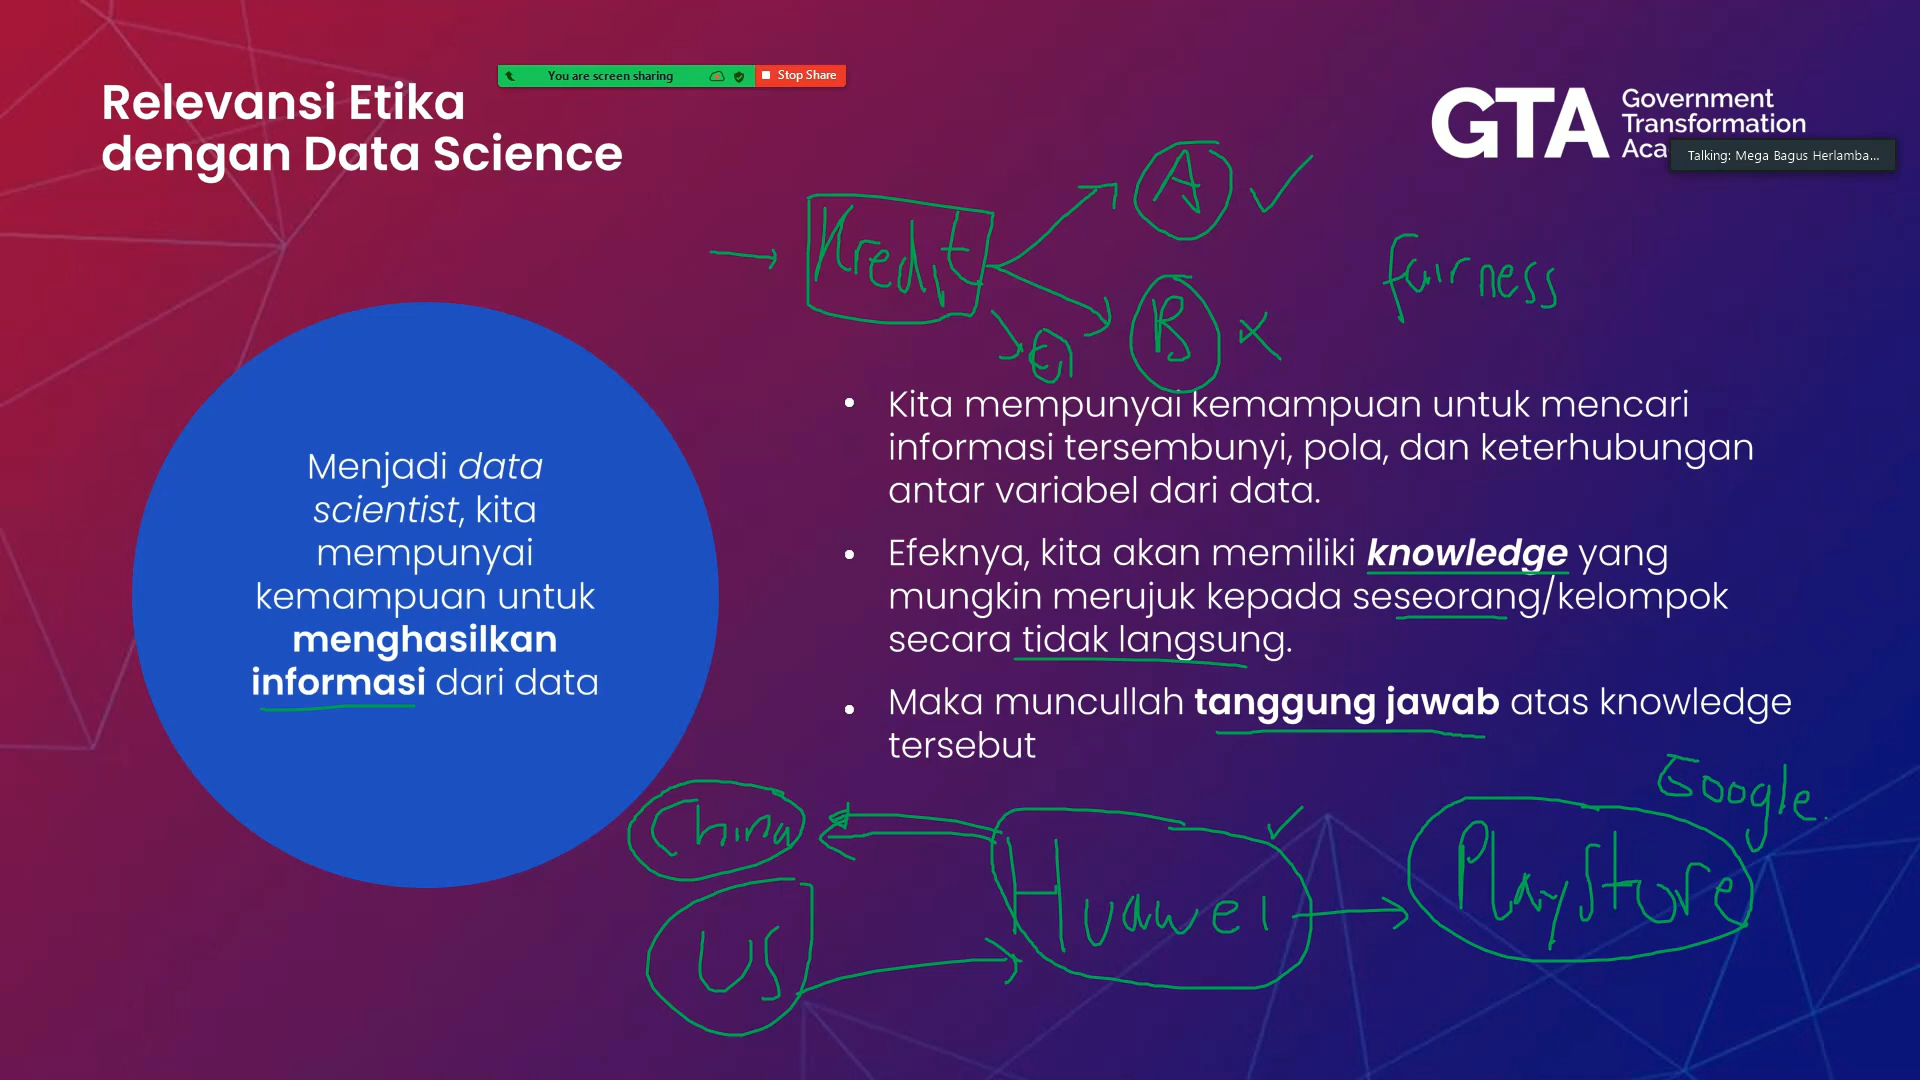 You are screen sharing
Stop Share
Relevansi Etika
dengan Data Science
GTA
Government
Transformation
Aca
Talking: Mega Bagus Herlamba...
A
Kredit
fairness
B
C
Kita mempunyai kemampuan untuk mencari
informasi tersembunyi, pola, dan keterhubungan
antar variabel dari data.
Menjadi data
scientist, kita
mempunyai
kemampuan untuk
menghasilkan
informasi dari data
Efeknya, kita akan memiliki knowledge yang
mungkin merujuk kepada seseorang/kelompok
secara tidak langsung.
Maka muncullah tanggung jawab atas knowledge
tersebut
Google
China
Huawei
PlayStore
US